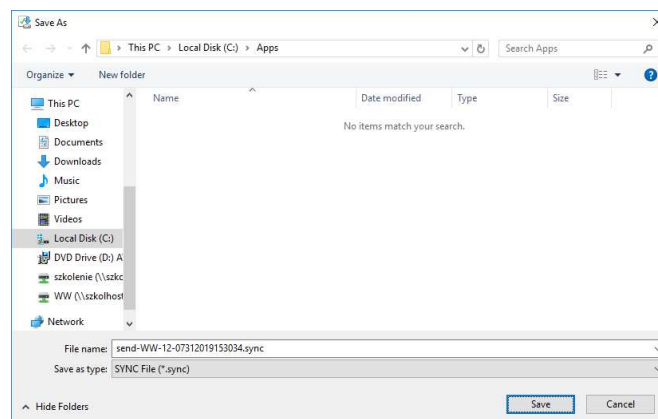 Save As
This PC > Local Disk (C:) > Apps
Search Apps
Organize
New folder
Name
Date modified
Type
Size
No items match your search.
This PC
Desktop
Documents
Downloads
Music
Pictures
Videos
Local Disk (C:)
DVD Drive (D:) A
szkolenie (\\szkc
WW (\\szkolhost
Network
File name: send-WW-12-07312019153034.sync
Save as type: SYNC File (*.sync)
Hide Folders
Save
Cancel